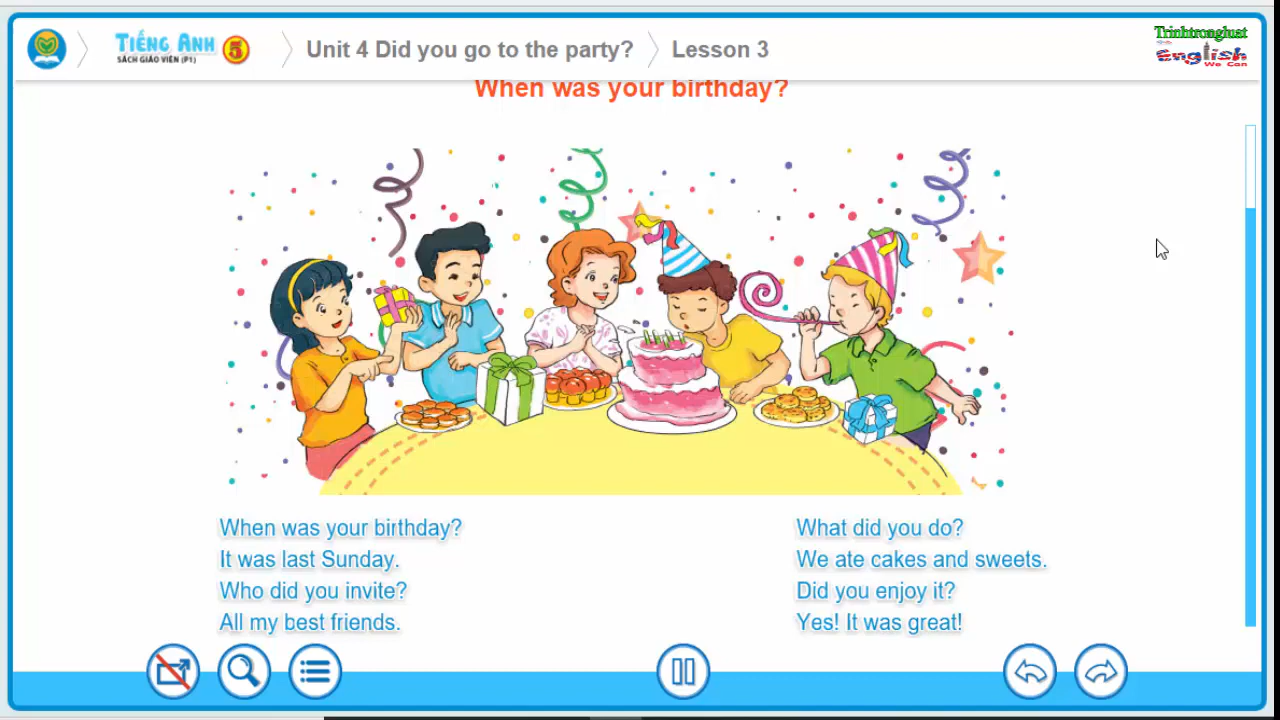 TIẾNG ANH 5
SÁCH GIÁO VIÊN (P1)
Unit 4 Did you go to the party?
Lesson 3
Trinhtrongluat
English
We Can
When was your birthday?
When was your birthday?
It was last Sunday.
Who did you invite?
All my best friends.
What did you do?
We ate cakes and sweets.
Did you enjoy it?
Yes! It was great!